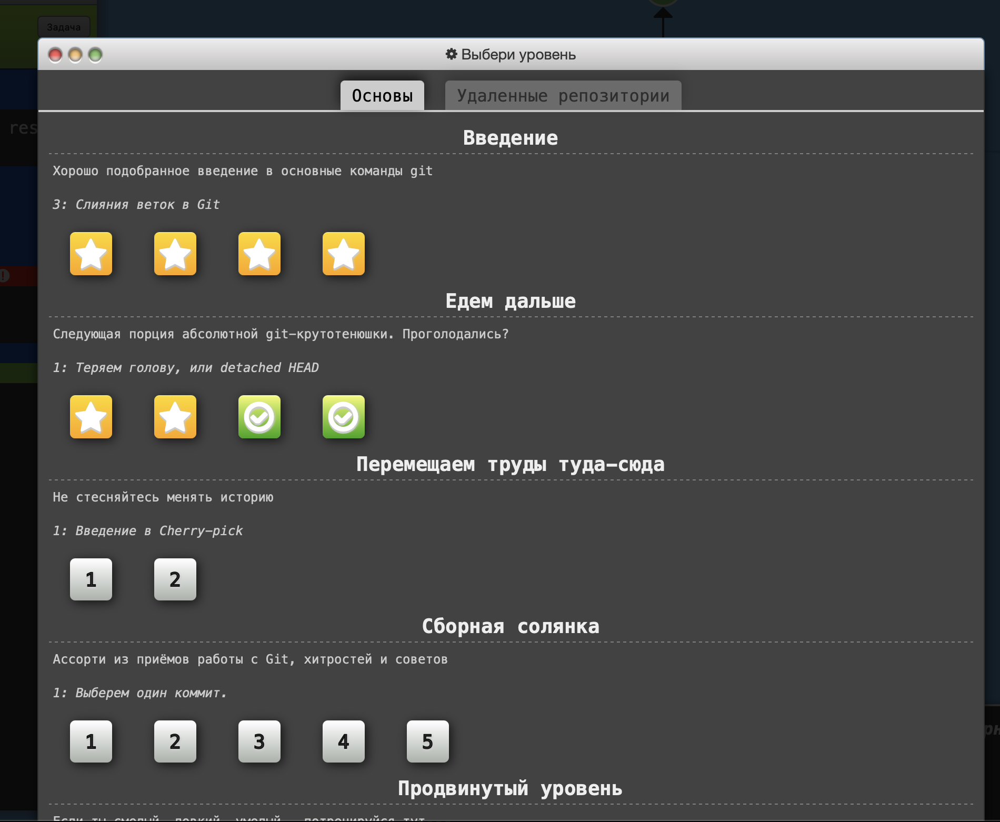 Задача
Выбери уровень
Основы
Удаленные репозитории
res
Введение
Хорошо подобранное введение в основные команды git
3: Слияния веток в Git
Едем дальше
Следующая порция абсолютной git-крутотенюшки. Проголодались?
1: Теряем голову, или detached HEAD
Перемещаем труды туда-сюда
Не стесняйтесь менять историю
1: Введение в Cherry-pick
1 2
Сборная солянка
Ассорти из приёмов работы с Git, хитростей и советов
1: Выберем один коммит.
1 2 3 4 5
Продвинутый уровень